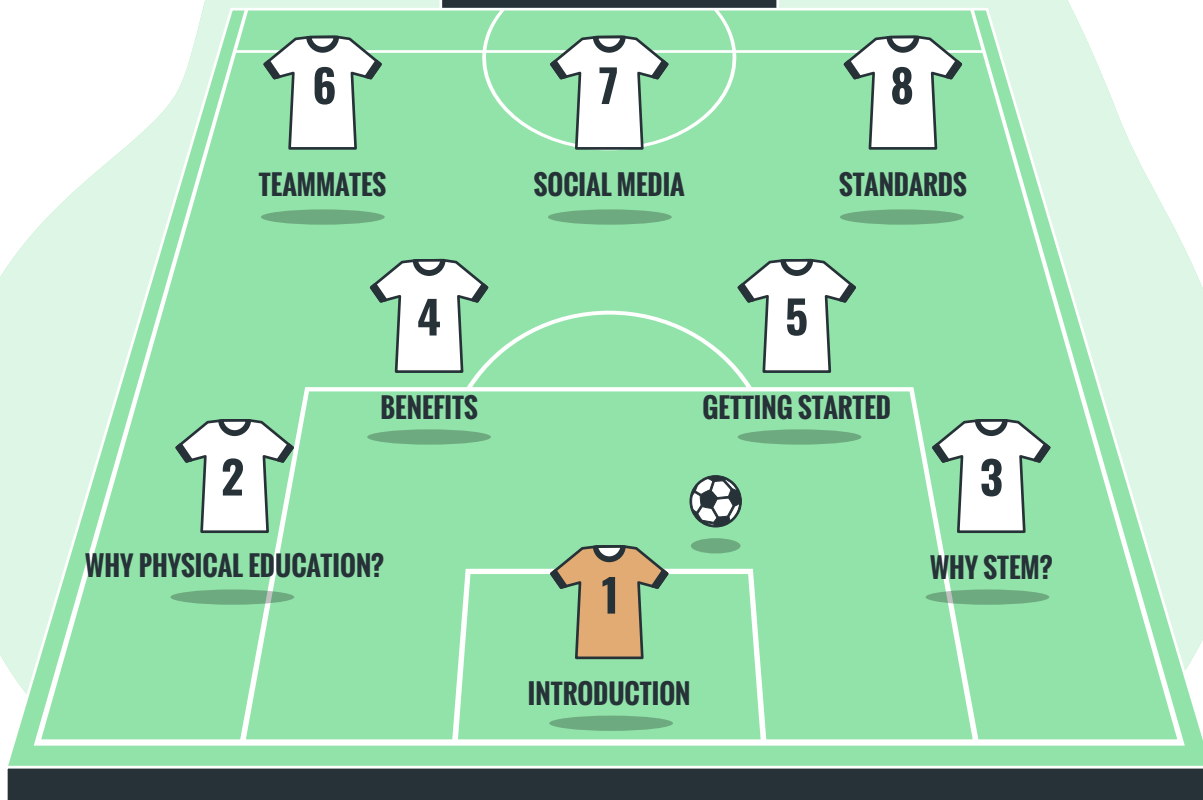 6
7
8
TEAMMATES
SOCIAL MEDIA
STANDARDS
4
5
BENEFITS
GETTING STARTED
2
3
WHY PHYSICAL EDUCATION?
WHY STEM?
1
INTRODUCTION